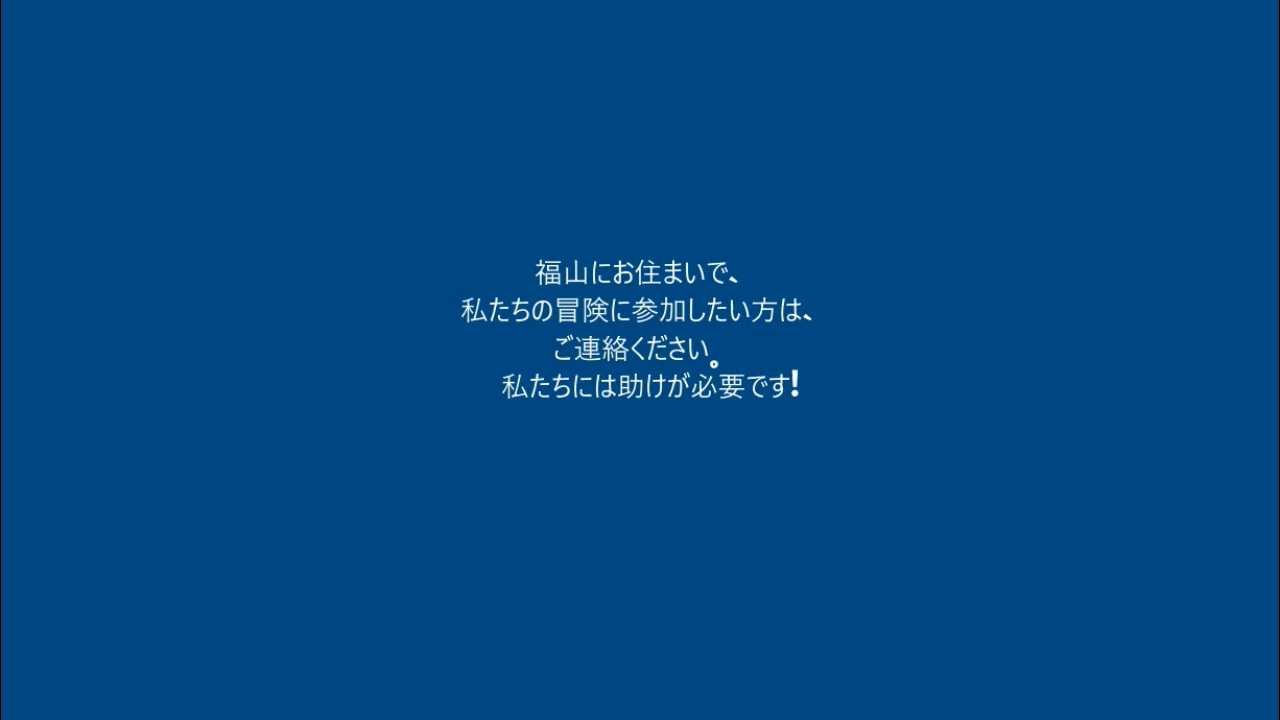 福山にお住まいで、
私たちの冒険に参加したい方は、
ご連絡ください。
私たちには助けが必要です!